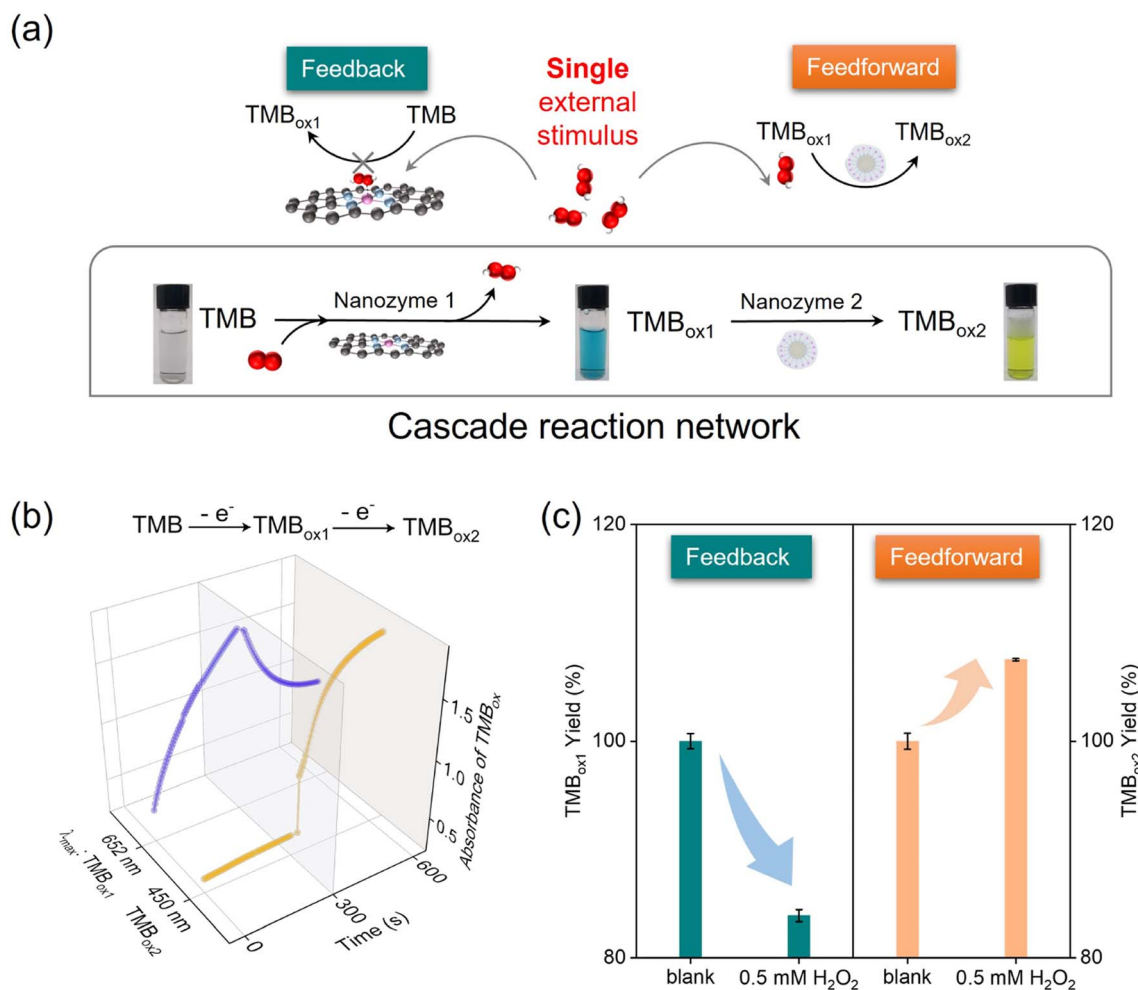 (a)
Feedback
Single
external
stimulus
Feedforward
TMBox1
TMB
TMBox1
TMBox2
TMB
Nanozyme 1
TMBox1
Nanozyme 2
TMBox2
Cascade reaction network
(b)
TMB - e- TMBox1 - e- TMBox2
1.5
1.0
0.5
Absorbance of TMBox
652 nm
450 nm
λmax: TMBox1 TMBox2
0
300
600
Time (s)
(c)
Feedback
Feedforward
120
100
80
TMBox1 Yield (%)
120
100
80
TMBox2 Yield (%)
blank
0.5 mM H2O2
blank
0.5 mM H2O2